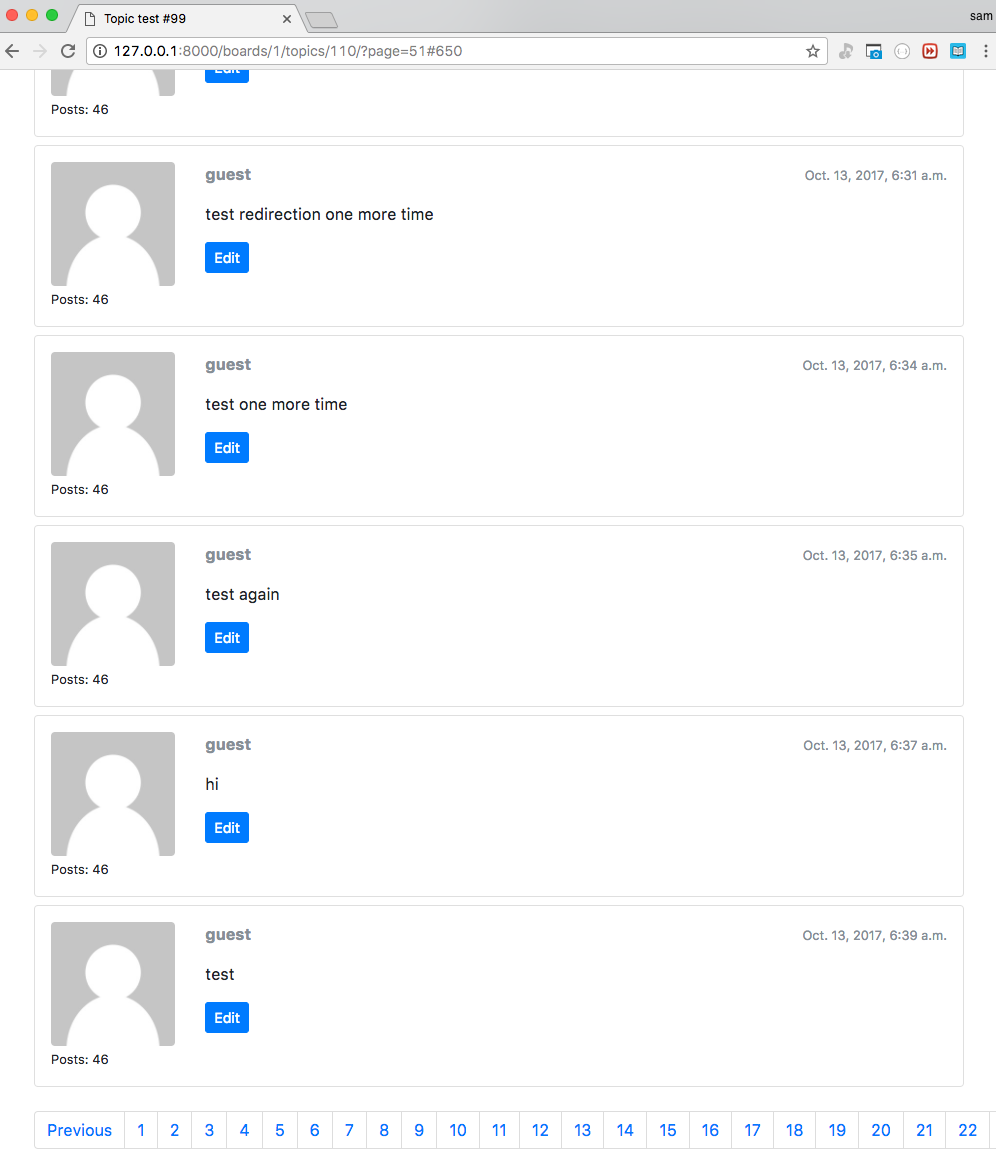 Topic test #99
sam
127.0.0.1:8000/boards/1/topics/110/?page=51#650
Edit
Posts: 46
guest
Oct. 13, 2017, 6:31 a.m.
test redirection one more time
Edit
Posts: 46
guest
Oct. 13, 2017, 6:34 a.m.
test one more time
Edit
Posts: 46
guest
Oct. 13, 2017, 6:35 a.m.
test again
Edit
Posts: 46
guest
Oct. 13, 2017, 6:37 a.m.
hi
Edit
Posts: 46
guest
Oct. 13, 2017, 6:39 a.m.
test
Edit
Posts: 46
Previous 1 2 3 4 5 6 7 8 9 10 11 12 13 14 15 16 17 18 19 20 21 22